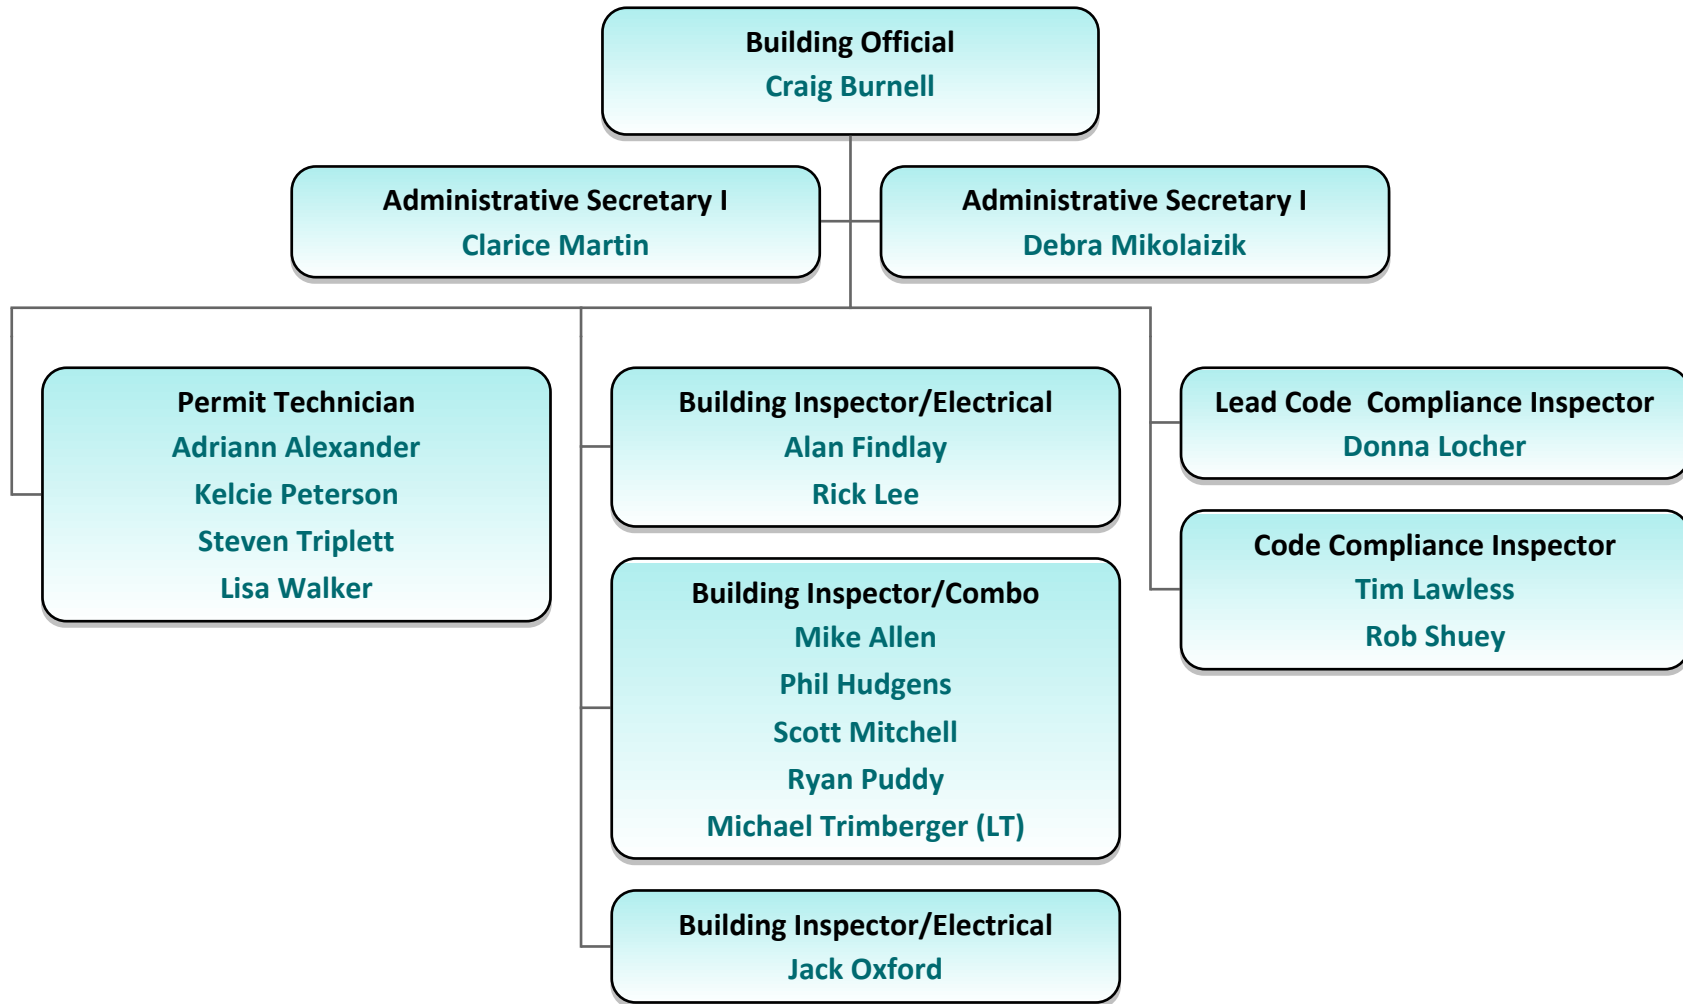 Building Official
Craig Burnell
Administrative Secretary I
Clarice Martin
Administrative Secretary I
Debra Mikolaizik
Permit Technician
Adriann Alexander
Kelcie Peterson
Steven Triplett
Lisa Walker
Building Inspector/Electrical
Alan Findlay
Rick Lee
Building Inspector/Combo
Mike Allen
Phil Hudgens
Scott Mitchell
Ryan Puddy
Michael Trimberger (LT)
Building Inspector/Electrical
Jack Oxford
Lead Code  Compliance Inspector
Donna Locher
Code Compliance Inspector
Tim Lawless
Rob Shuey